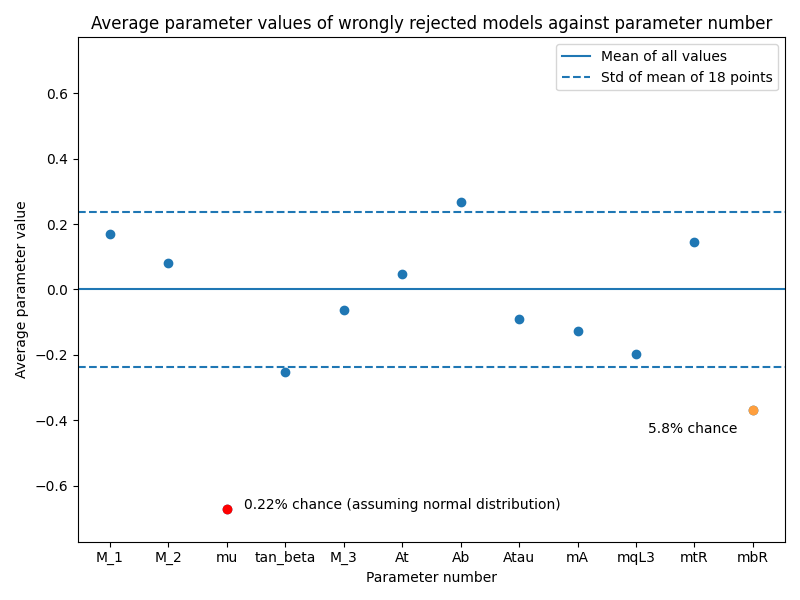 Average parameter values of wrongly rejected models against parameter number
Mean of all values
Std of mean of 18 points
Average parameter value
0.6
0.4
0.2
0.0
−0.2
−0.4
−0.6
5.8% chance
0.22% chance (assuming normal distribution)
M_1 M_2 mu tan_beta M_3 At Ab Atau mA mqL3 mtR mbR
Parameter number